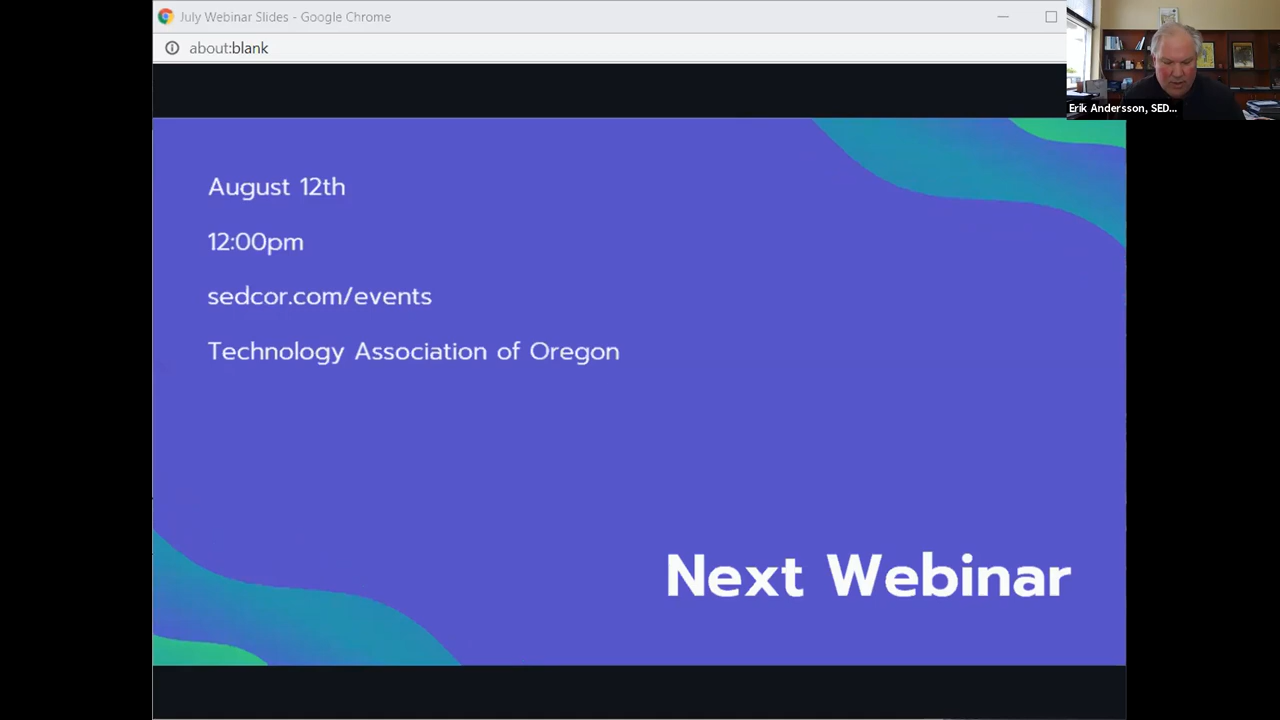 July Webinar Slides - Google Chrome
about:blank
Erik Andersson, SED...
August 12th
12:00pm
sedcor.com/events
Technology Association of Oregon
Next Webinar